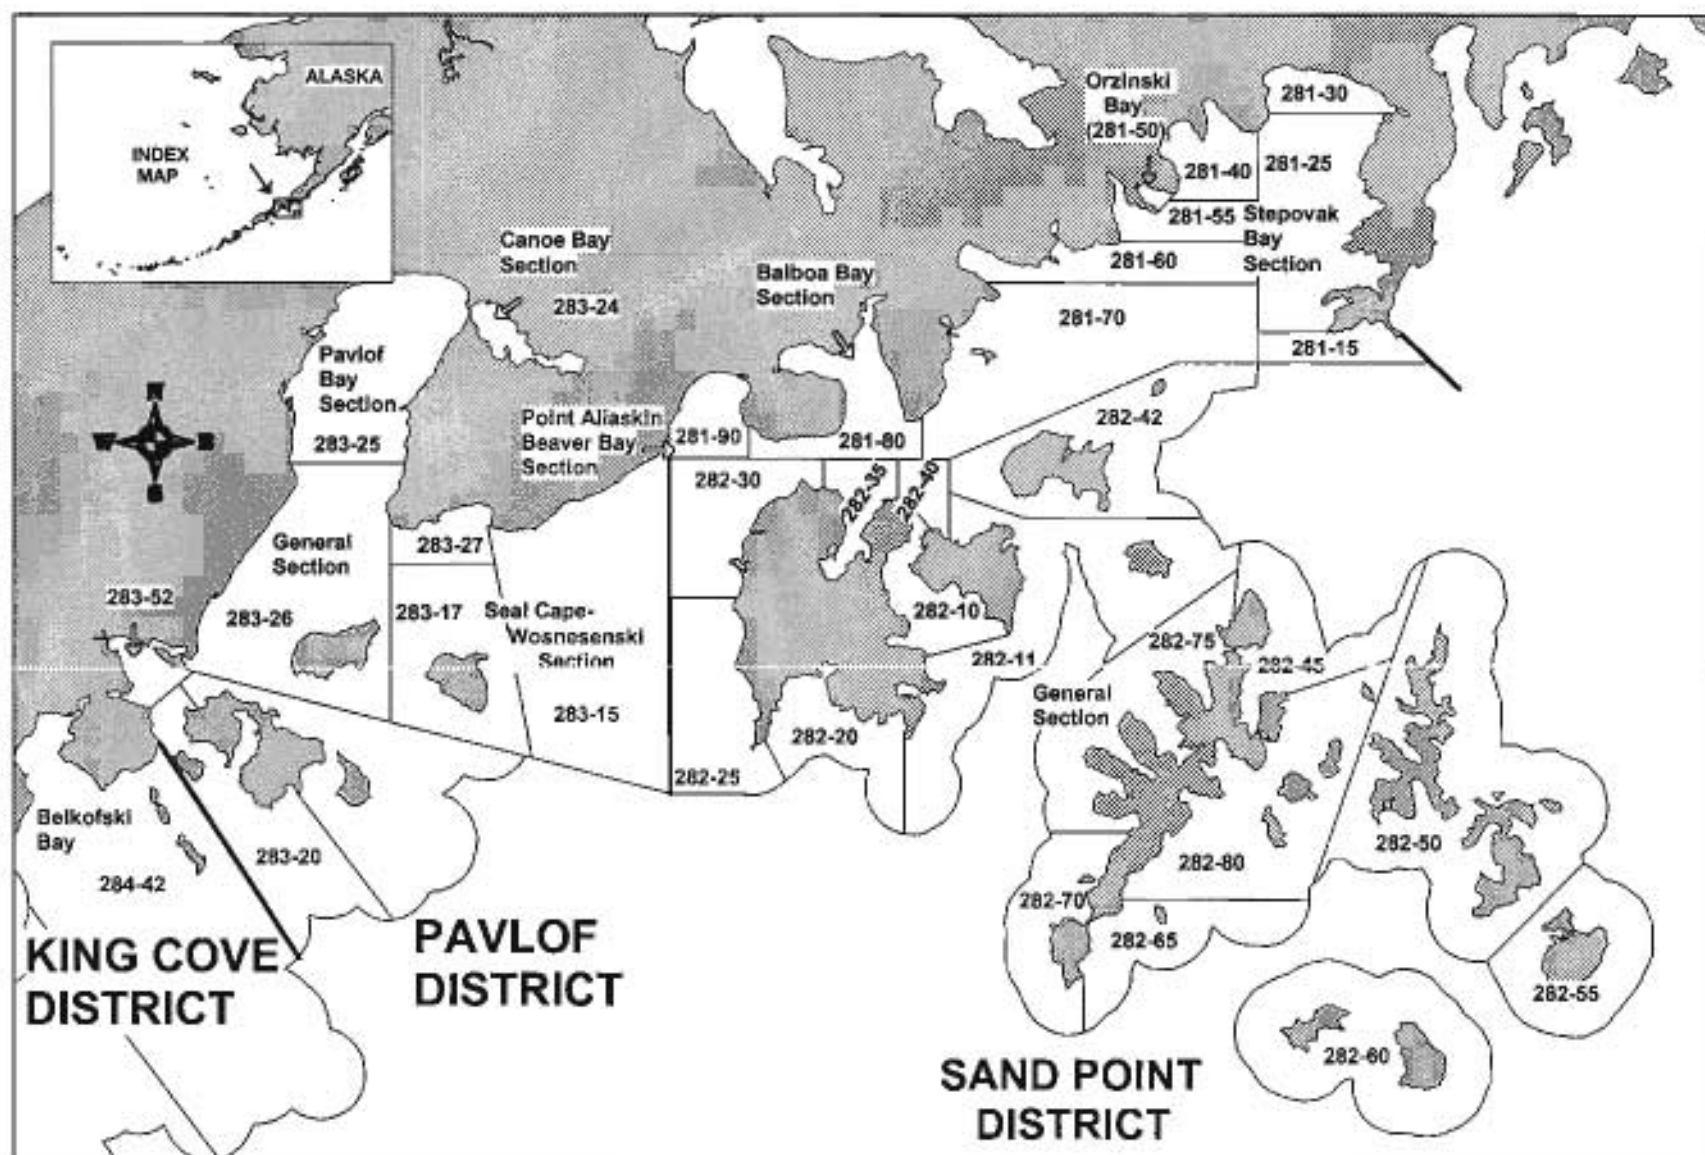 ALASKA
INDEX
MAP
Orzinski
Bay
(281-50)
281-30
281-40
281-25
281-55
Stepovak
Bay
Section
281-60
281-70
281-15
Canoe Bay
Section
283-24
Balboa Bay
Section
Pavlof
Bay
Section
283-25
N
W
E
S
Point Aliaskin
Beaver Bay
Section
281-90
281-80
282-42
282-30
282-35
282-40
General
Section
283-27
283-52
283-26
283-17
Seal Cape-
Wosnesenski
Section
282-10
282-11
282-75
282-45
General
Section
283-15
282-20
282-25
Belkofski
Bay
283-20
284-42
282-50
282-80
282-70
282-65
282-55
282-60
KING COVE
DISTRICT
PAVLOF
DISTRICT
SAND POINT
DISTRICT